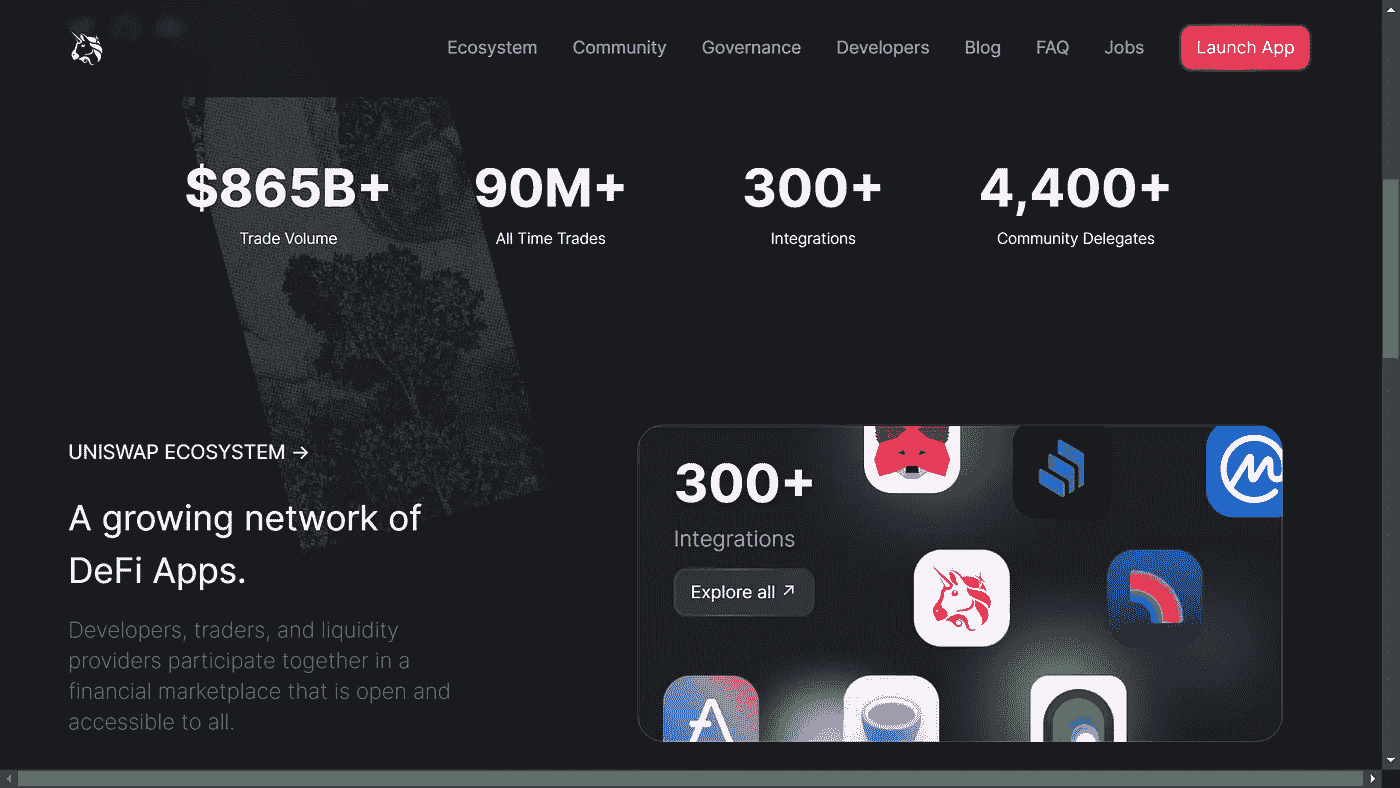 Ecosystem Community Governance Developers Blog FAQ Jobs Launch App
$865B+ 90M+ 300+ 4,400+
Trade Volume All Time Trades Integrations Community Delegates
UNISWAP ECOSYSTEM →
A growing network of
DeFi Apps.
Developers, traders, and liquidity
providers participate together in a
financial marketplace that is open and
accessible to all.
300+
Integrations
Explore all ↗